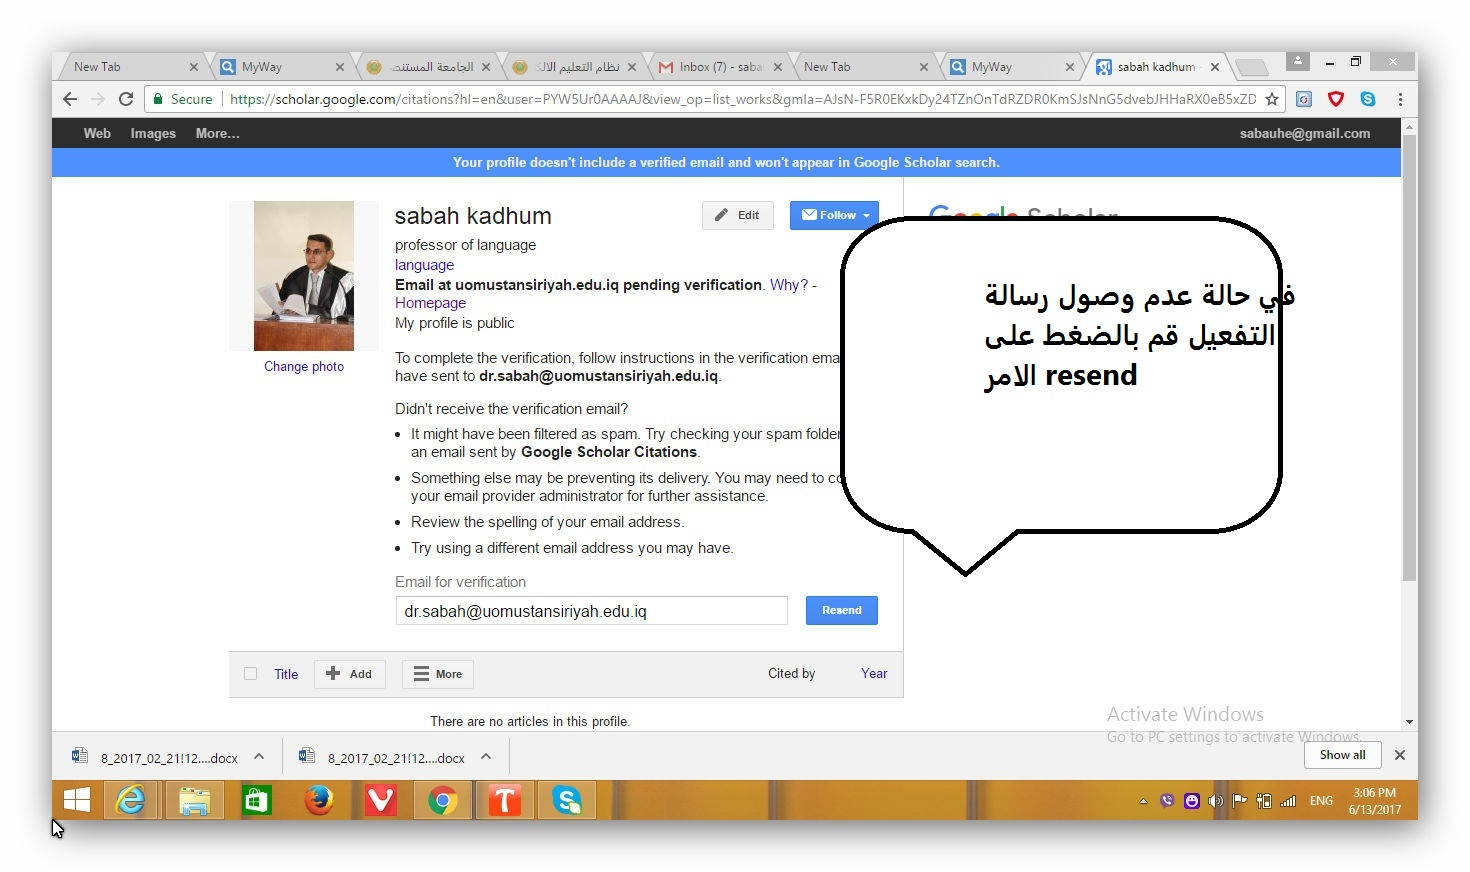 New Tab
MyWay
الجامعة المستنص
نظام التعليم الالك
Inbox (7) - saba
New Tab
MyWay
sabah kadhum -
Secure
https://scholar.google.com/citations?hl=en&user=PYW5Ur0AAAAJ&view_op=list_works&gmla=AJsN-F5R0EKxkDy24TZnOnTdRZDR0KmSJsNnG5dvebJHHaRX0eB5xZD
Web Images More...
sabauhe@gmail.com
Your profile doesn't include a verified email and won't appear in Google Scholar search.
sabah kadhum
Edit
Follow
Google Scholar
professor of language
language
Email at uomustansiriyah.edu.iq pending verification. Why? -
Homepage
My profile is public
Change photo
To complete the verification, follow instructions in the verification ema
have sent to dr.sabah@uomustansiriyah.edu.iq.
Didn't receive the verification email?
• It might have been filtered as spam. Try checking your spam folder
an email sent by Google Scholar Citations.
• Something else may be preventing its delivery. You may need to co
your email provider administrator for further assistance.
• Review the spelling of your email address.
• Try using a different email address you may have.
Email for verification
dr.sabah@uomustansiriyah.edu.iq
Resend
في حالة عدم وصول رسالة
التفعيل قم بالضغط على
الامر resend
Title
Add
More
Cited by
Year
There are no articles in this profile.
Activate Windows
Go to PC settings to activate Windows.
8_2017_02_21!12....docx
8_2017_02_21!12....docx
Show all
ENG
3:06 PM
6/13/2017